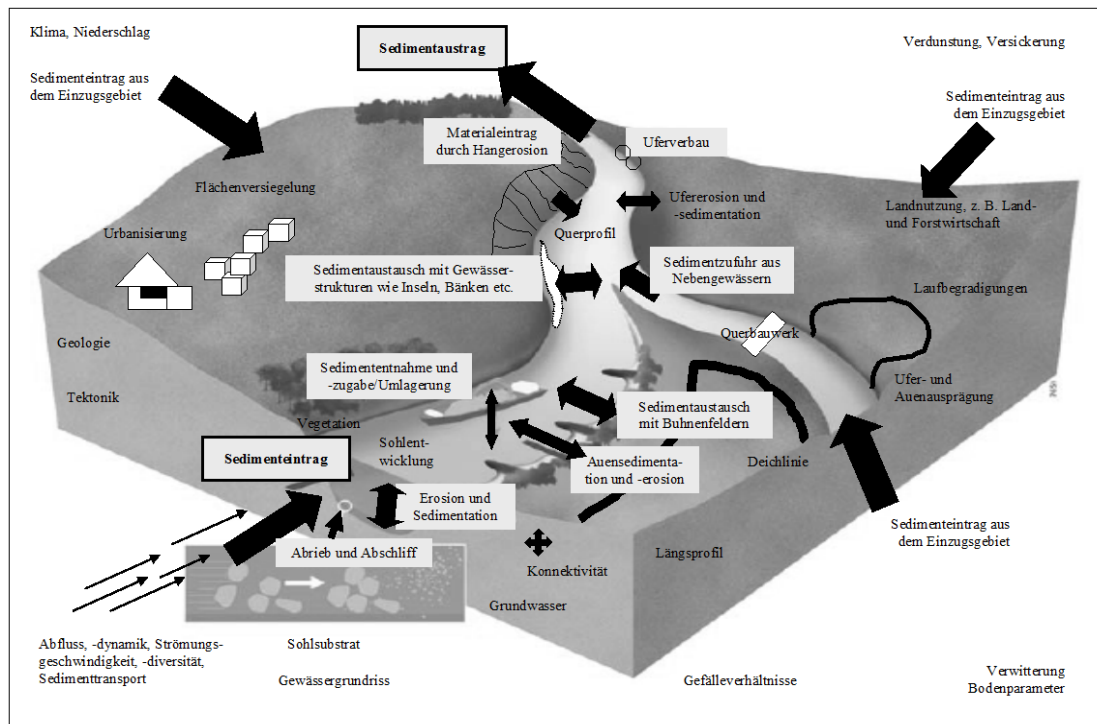 Klima, Niederschlag
Sedimentaustrag
Verdunstung, Versickerung
Sedimenteintrag aus
dem Einzugsgebiet
Sedimenteintrag aus
dem Einzugsgebiet
Materialeintrag
durch Hangerosion
Uferverbau
Flächenversiegelung
Ufererosion und
-sedimentation
Landnutzung, z. B. Land-
und Forstwirtschaft
Urbanisierung
Querprofil
Sedimentaustausch mit Gewässer-
strukturen wie Inseln, Bänken etc.
Sedimentzufuhr aus
Nebengewässern
Laufbegradigungen
Querbauwerk
Geologie
Sedimententnahme und
-zugabe/Umlagerung
Ufer- und
Auenausprägung
Tektonik
Sedimentaustausch
mit Buhnenfeldern
Vegetation
Sohlent-
wicklung
Sedimenteintrag
Auensedimenta-
tion und -erosion
Deichlinie
Erosion und
Sedimentation
Sedimenteintrag aus
dem Einzugsgebiet
Abrieb und Abschliff
Längsprofil
Konnektivität
Grundwasser
Abfluss, -dynamik, Strömungs-
geschwindigkeit, -diversität,
Sedimenttransport
Sohlsubstrat
Gewässergrundriss
Gefälleverhältnisse
Verwitterung
Bodenparameter